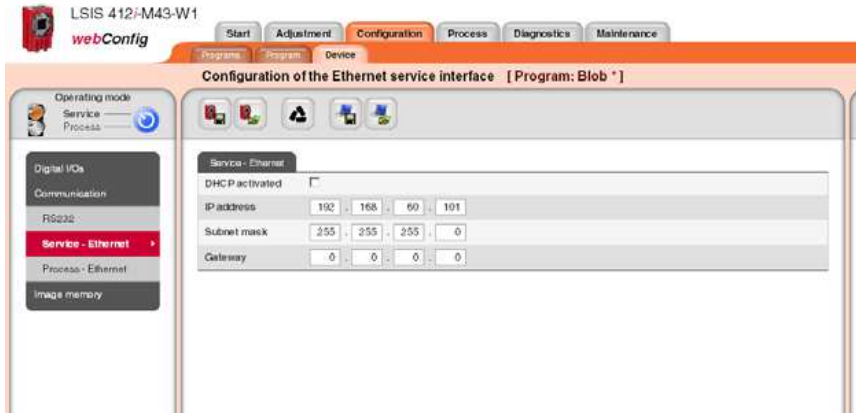 LSIS 412i-M43-W1
webConfig
Start Adjustment Configuration Process Diagnostics Maintenance
Programs Program Device
Configuration of the Ethernet service interface [ Program: Blob * ]
Operating mode
Service
Process
Digital I/Os
Communication
RS232
Service - Ethernet
Process - Ethernet
Image memory
Service - Ethernet
DHCP activated
IP address 192 . 168 . 60 . 101
Subnet mask 255 . 255 . 255 . 0
Gateway 0 . 0 . 0 . 0